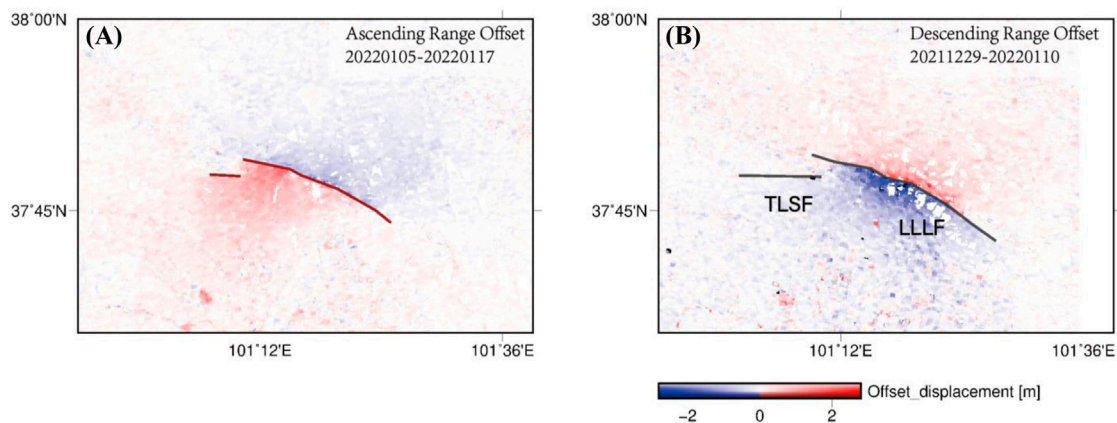 38°00'N
(A)
Ascending Range Offset
20220105-20220117
37°45'N
101°12'E
101°36'E
38°00'N
(B)
Descending Range Offset
20211229-20220110
TLSF
LLLF
37°45'N
101°12'E
101°36'E
Offset_displacement [m]
−2
0
2